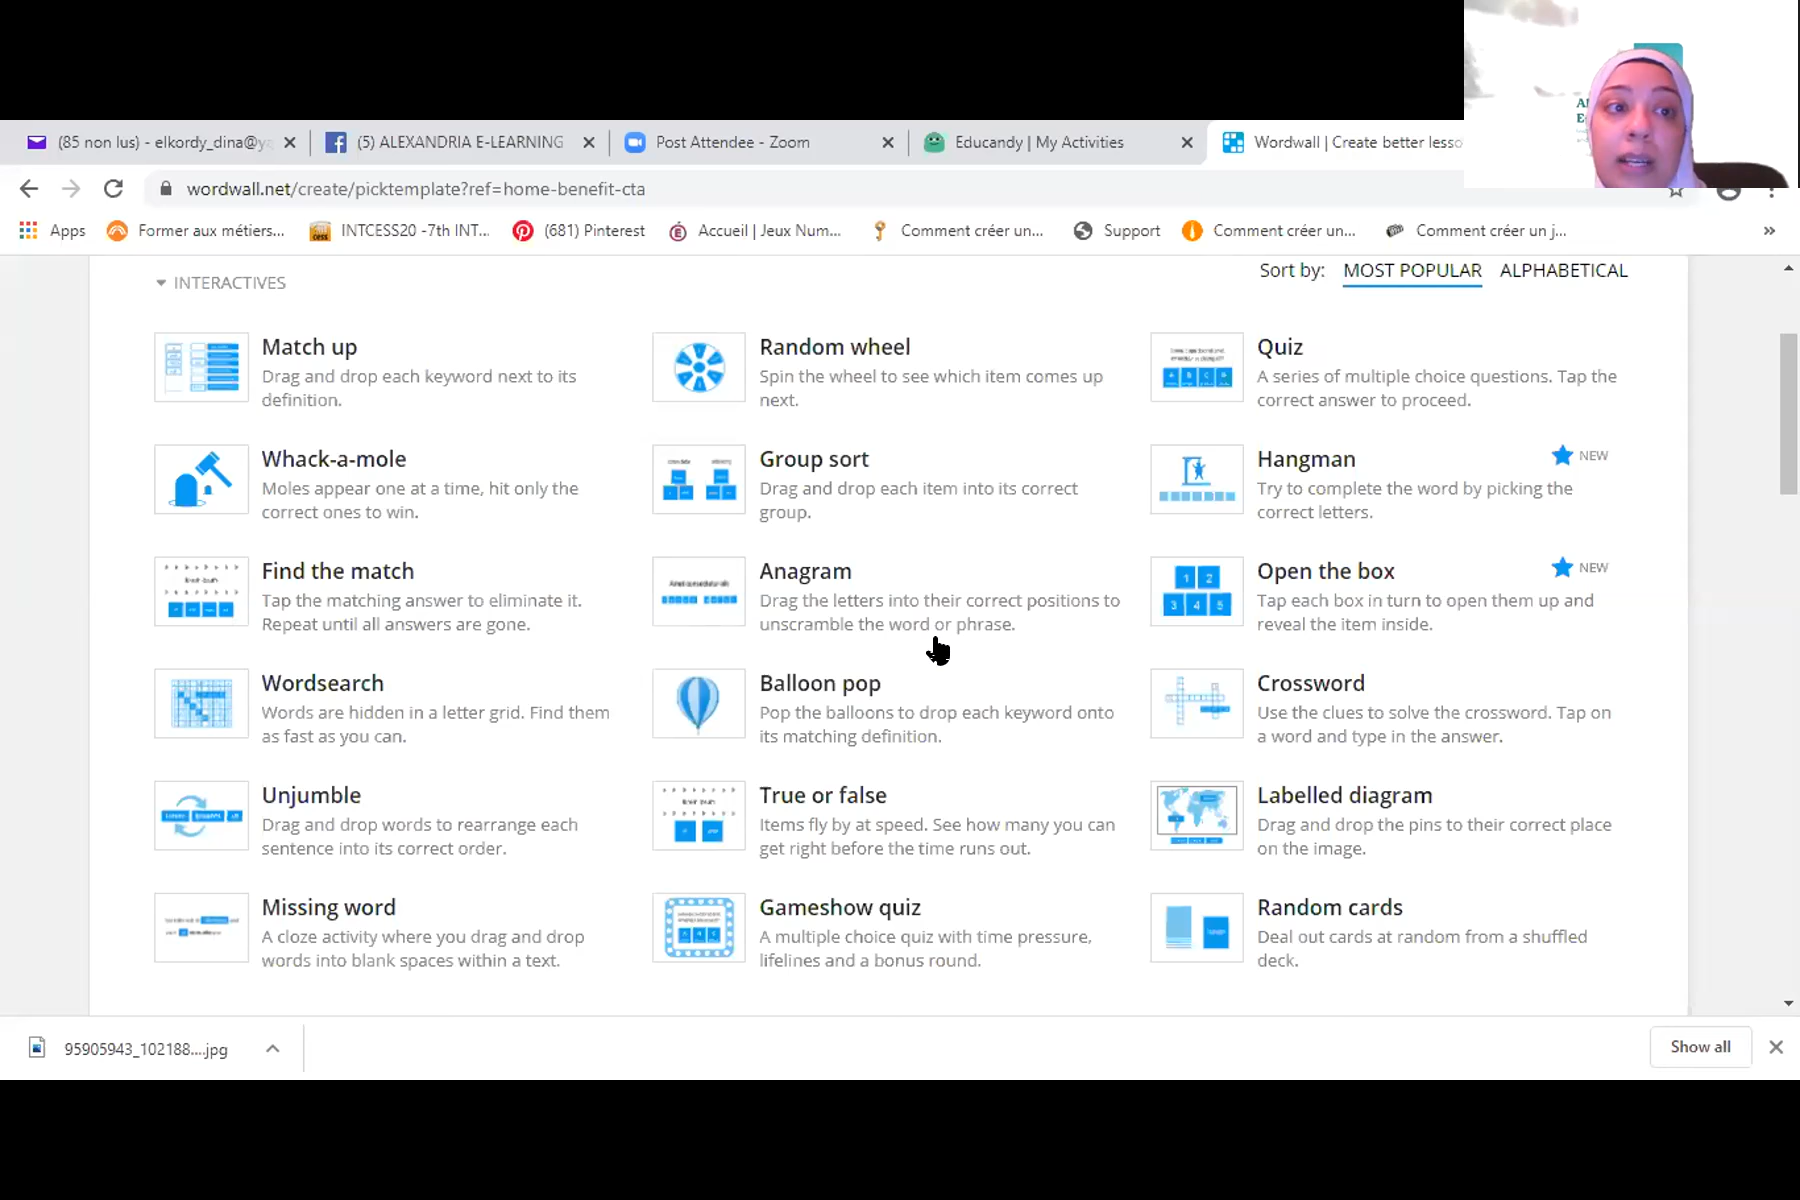 (85 non lus) - elkordy_dina@ya
(5) ALEXANDRIA E-LEARNING
Post Attendee - Zoom
Educandy | My Activities
Wordwall | Create better lesso
wordwall.net/create/picktemplate?ref=home-benefit-cta
Apps
Former aux métiers...
INTCESS20 -7th INT...
(681) Pinterest
Accueil | Jeux Num...
Comment créer un...
Support
Comment créer un...
Comment créer un j...
»
INTERACTIVES
Sort by: MOST POPULAR ALPHABETICAL
Match up
Drag and drop each keyword next to its
definition.
Random wheel
Spin the wheel to see which item comes up
next.
Quiz
A series of multiple choice questions. Tap the
correct answer to proceed.
Whack-a-mole
Moles appear one at a time, hit only the
correct ones to win.
Group sort
Drag and drop each item into its correct
group.
Hangman
NEW
Try to complete the word by picking the
correct letters.
Find the match
Tap the matching answer to eliminate it.
Repeat until all answers are gone.
Anagram
Drag the letters into their correct positions to
unscramble the word or phrase.
Open the box
NEW
Tap each box in turn to open them up and
reveal the item inside.
1 2
3 4 5
Wordsearch
Words are hidden in a letter grid. Find them
as fast as you can.
Balloon pop
Pop the balloons to drop each keyword onto
its matching definition.
Crossword
Use the clues to solve the crossword. Tap on
a word and type in the answer.
Unjumble
Drag and drop words to rearrange each
sentence into its correct order.
True or false
Items fly by at speed. See how many you can
get right before the time runs out.
Labelled diagram
Drag and drop the pins to their correct place
on the image.
Missing word
A cloze activity where you drag and drop
words into blank spaces within a text.
Gameshow quiz
A multiple choice quiz with time pressure,
lifelines and a bonus round.
Random cards
Deal out cards at random from a shuffled
deck.
95905943_102188....jpg
Show all